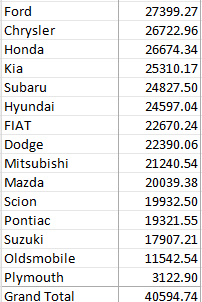 Ford 27399.27
Chrysler 26722.96
Honda 26674.34
Kia 25310.17
Subaru 24827.50
Hyundai 24597.04
FIAT 22670.24
Dodge 22390.06
Mitsubishi 21240.54
Mazda 20039.38
Scion 19932.50
Pontiac 19321.55
Suzuki 17907.21
Oldsmobile 11542.54
Plymouth 3122.90
Grand Total 40594.74